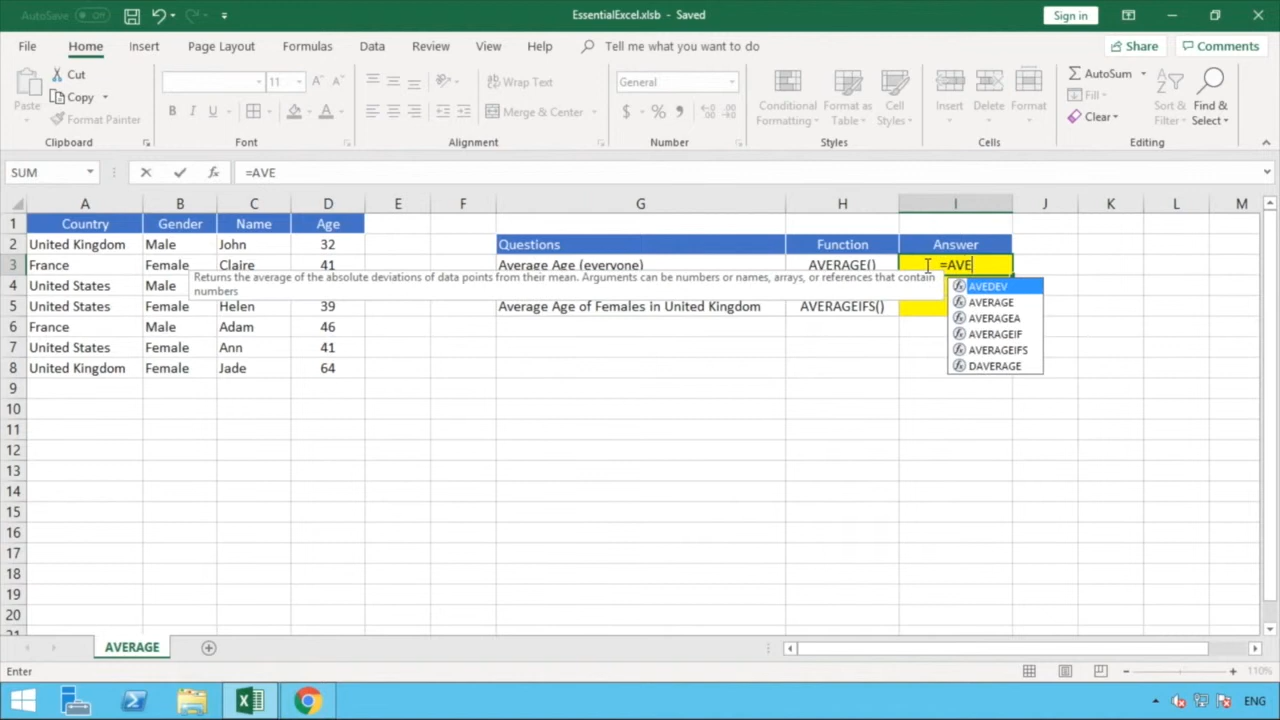 AutoSave Off EssentialExcel.xlsb - Saved Sign in
File Home Insert Page Layout Formulas Data Review View Help Tell me what you want to do Share Comments
Paste
Cut
Copy
Format Painter
Clipboard
11
B I U
Font
Wrap Text
Merge & Center
Alignment
General
$ % ,
Number
Conditional Formatting
Format as Table
Cell Styles
Styles
Insert
Delete
Format
Cells
AutoSum
Fill
Clear
Sort & Filter
Find & Select
Editing
SUM fx =AVE
A B C D E F G H I J K L M
1 Country Gender Name Age
2 United Kingdom Male John 32 Questions Function Answer
3 France Female Claire 41 Average Age (everyone) AVERAGE() =AVE
Returns the average of the absolute deviations of data points from their mean. Arguments can be numbers or names, arrays, or references that contain
numbers
4 United States Male
5 United States Female Helen 39 Average Age of Females in United Kingdom AVERAGEIFS()
6 France Male Adam 46
7 United States Female Ann 41
8 United Kingdom Female Jade 64
AVEDEV
AVERAGE
AVERAGEA
AVERAGEIF
AVERAGEIFS
DAVERAGE
9
10
11
12
13
14
15
16
17
18
19
20
21
AVERAGE
Enter 110%
ENG